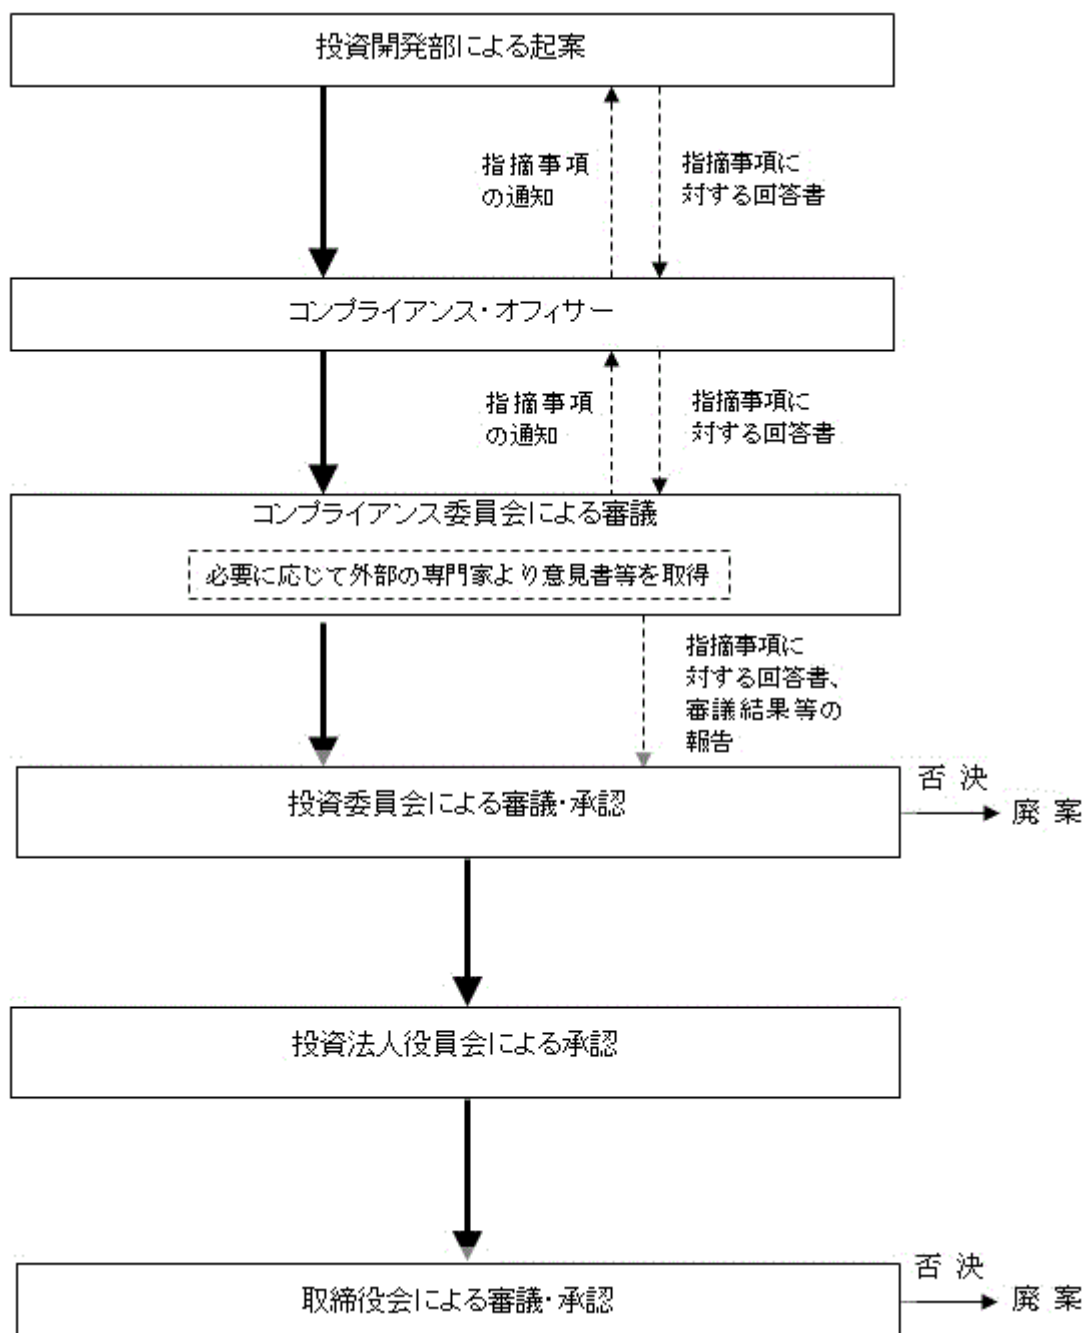 投資開発部による起案
指摘事項
の通知
指摘事項に
対する回答書
コンプライアンス・オフィサー
指摘事項
の通知
指摘事項に
対する回答書
コンプライアンス委員会による審議
必要に応じて外部の専門家より意見書等を取得
指摘事項に
対する回答書、
審議結果等の
報告
投資委員会による審議・承認
否決
廃案
投資法人役員会による承認
取締役会による審議・承認
否決
廃案